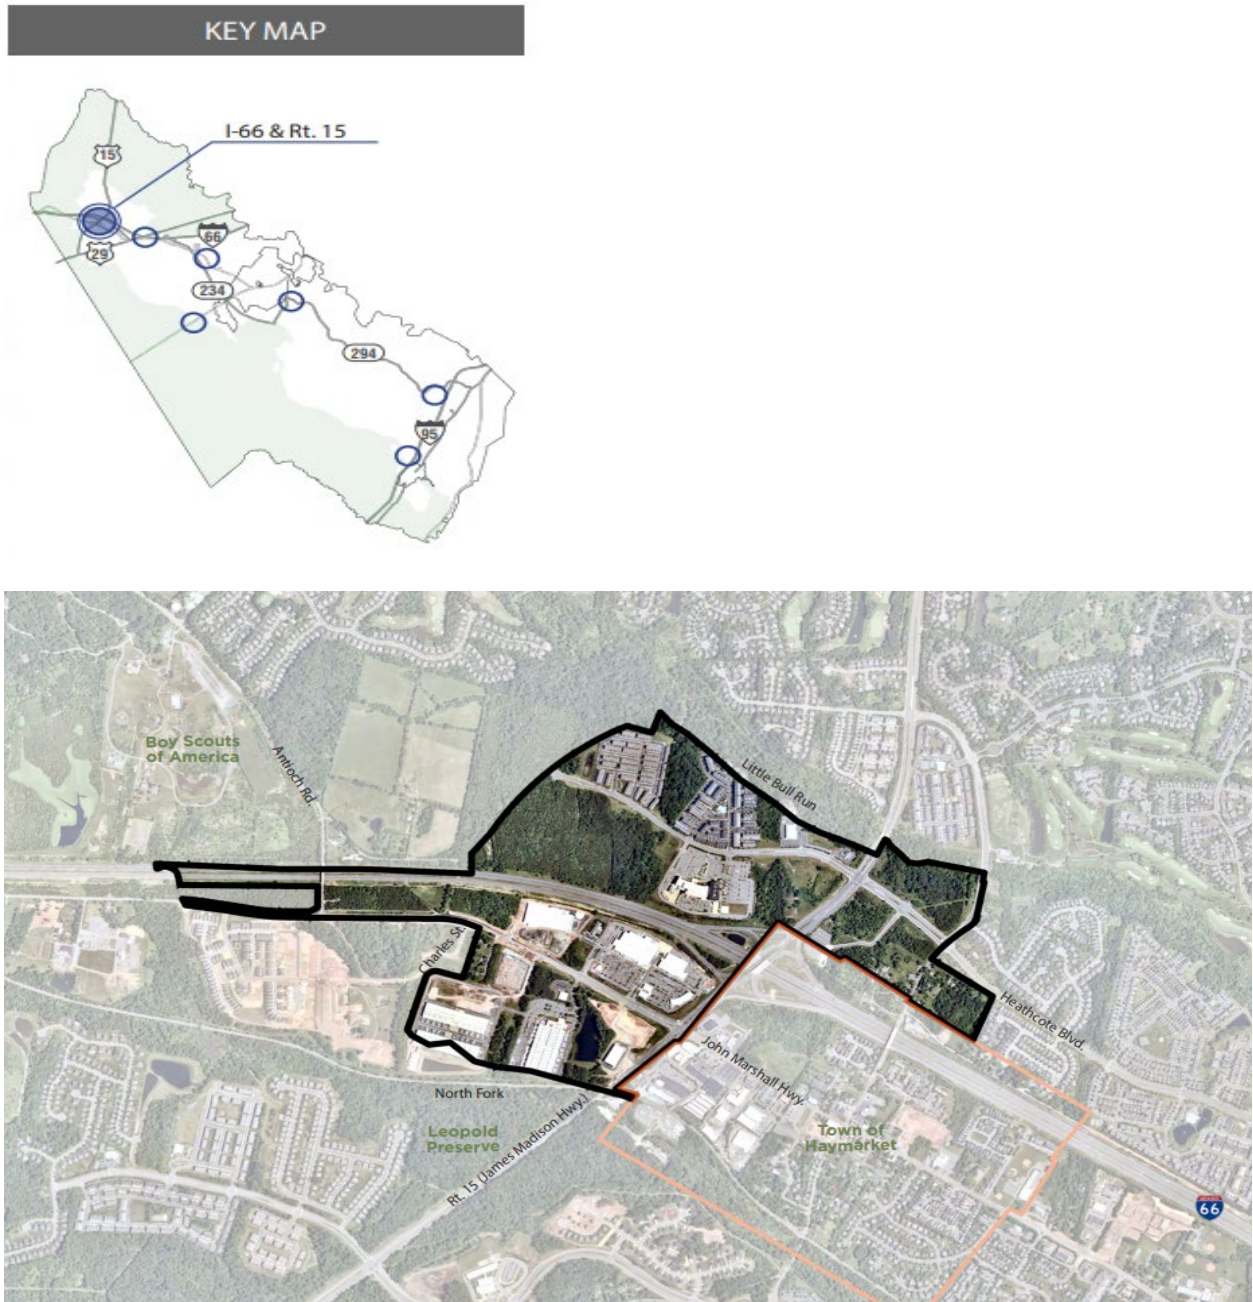 KEY MAP
I-66 & Rt. 15
15
66
29
234
294
95
Boy Scouts
of America
Antioch Rd
Little Bull Run
Charles St.
Heathcote Blvd.
John Marshall Hwy.
North Fork
Leopold
Preserve
Rt. 15 (James Madison Hwy.)
Town of
Haymarket
66